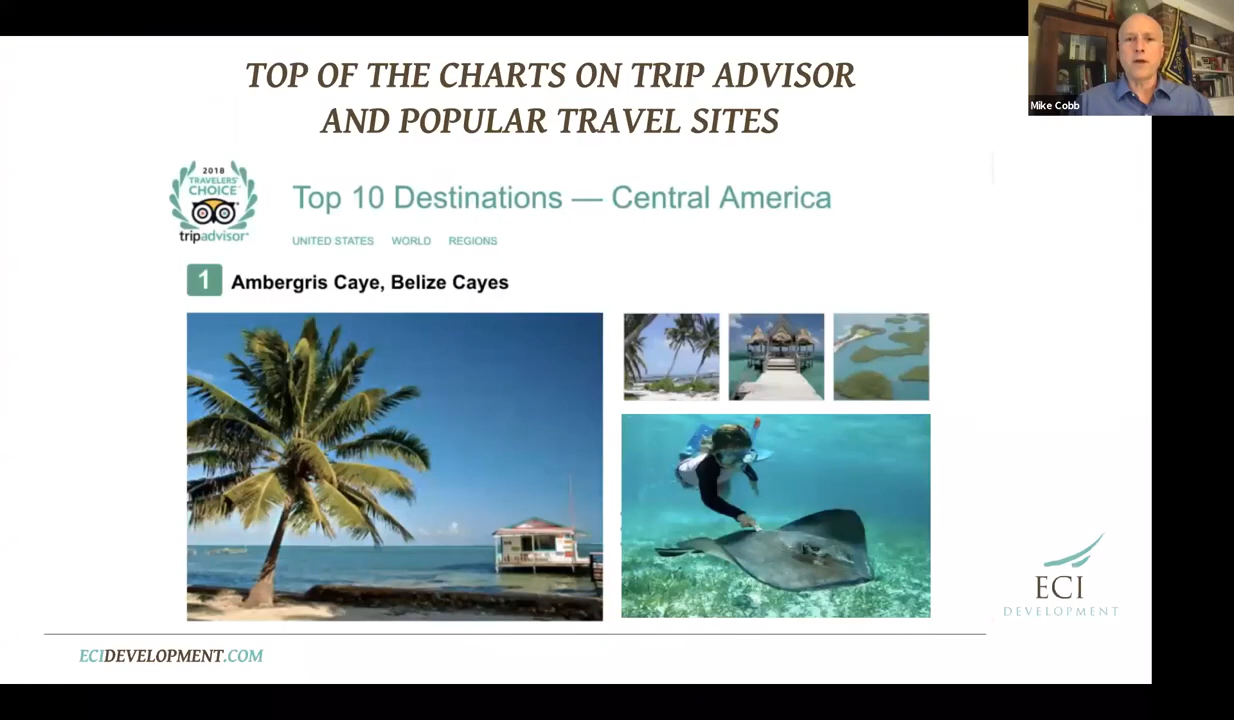 TOP OF THE CHARTS ON TRIP ADVISOR
AND POPULAR TRAVEL SITES
Mike Cobb
2018
TRAVELERS'
CHOICE
tripadvisor
Top 10 Destinations — Central America
UNITED STATES WORLD REGIONS
1 Ambergris Caye, Belize Cayes
ECI
DEVELOPMENT
ECIDEVELOPMENT.COM